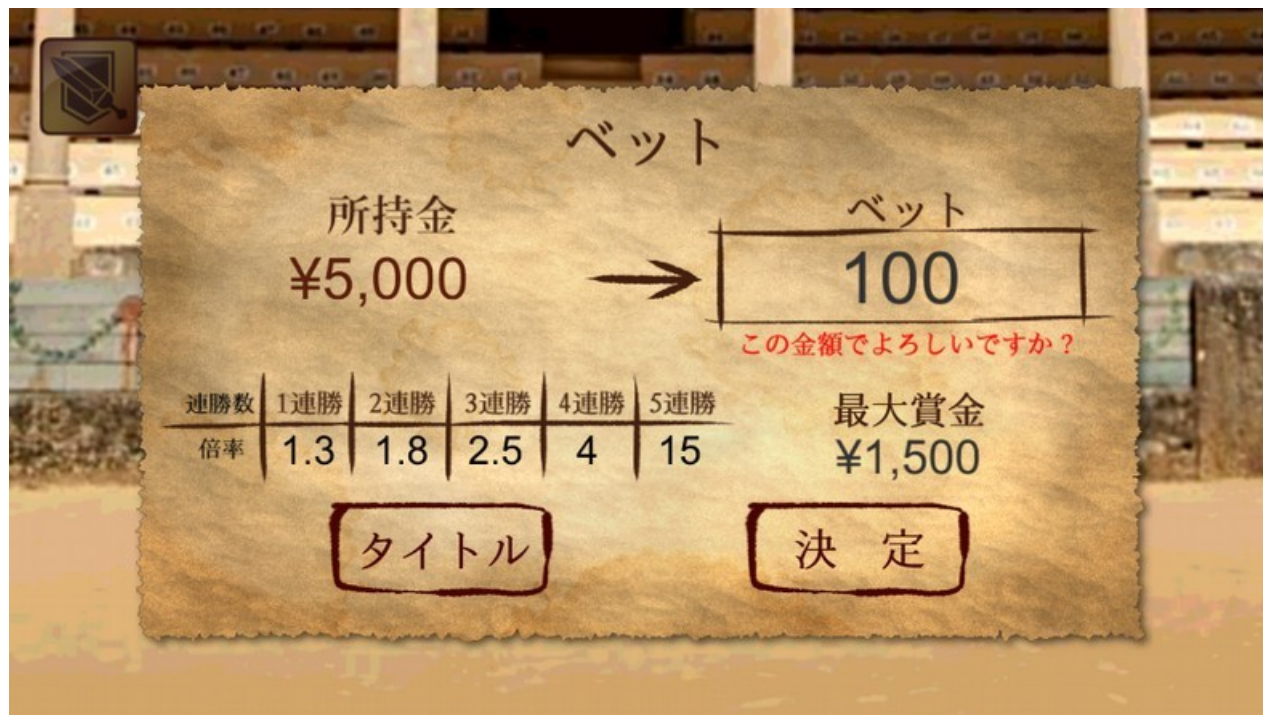 ベット
所持金
¥5,000
ベット
100
この金額でよろしいですか？
連勝数 1連勝 2連勝 3連勝 4連勝 5連勝
倍率 1.3 1.8 2.5 4 15
最大賞金
¥1,500
タイトル
決 定